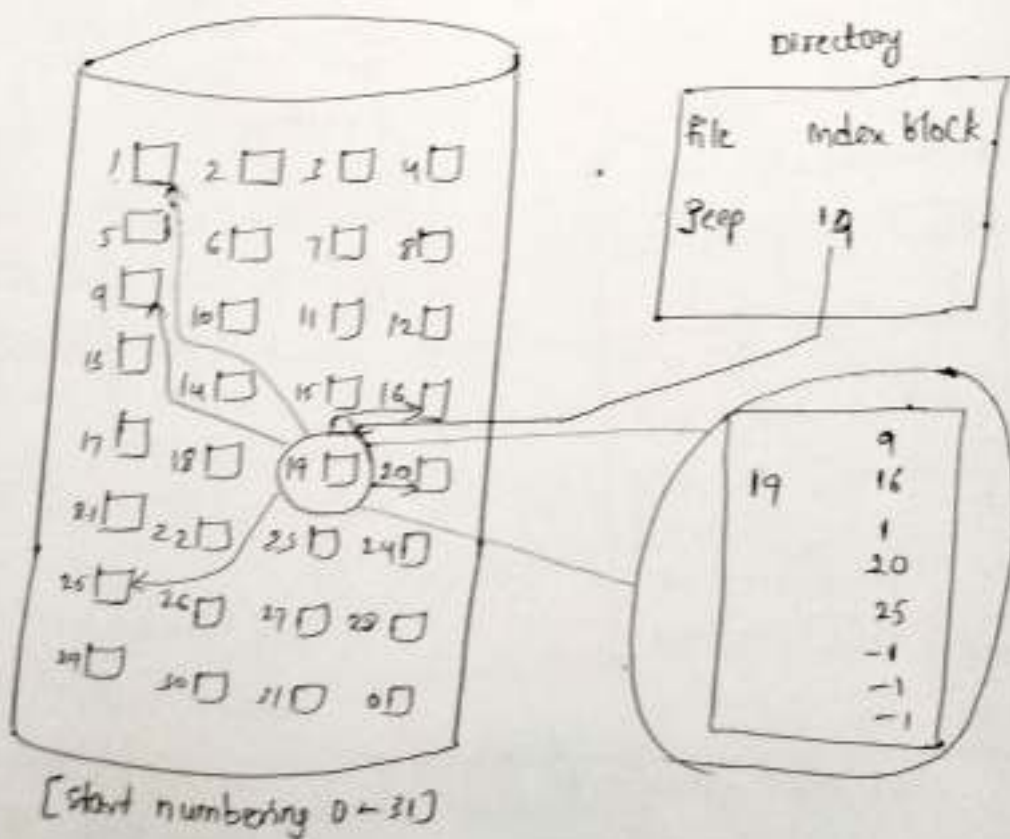 Directory
file index block
Jeep 19
1 2 3 4
5 6 7 8
9 10 11 12
13 14 15 16
17 18 19 20
21 22 23 24
25 26 27 28
29 30 31 0
9
19 16
1
20
25
-1
-1
-1
[start numbering 0-31]